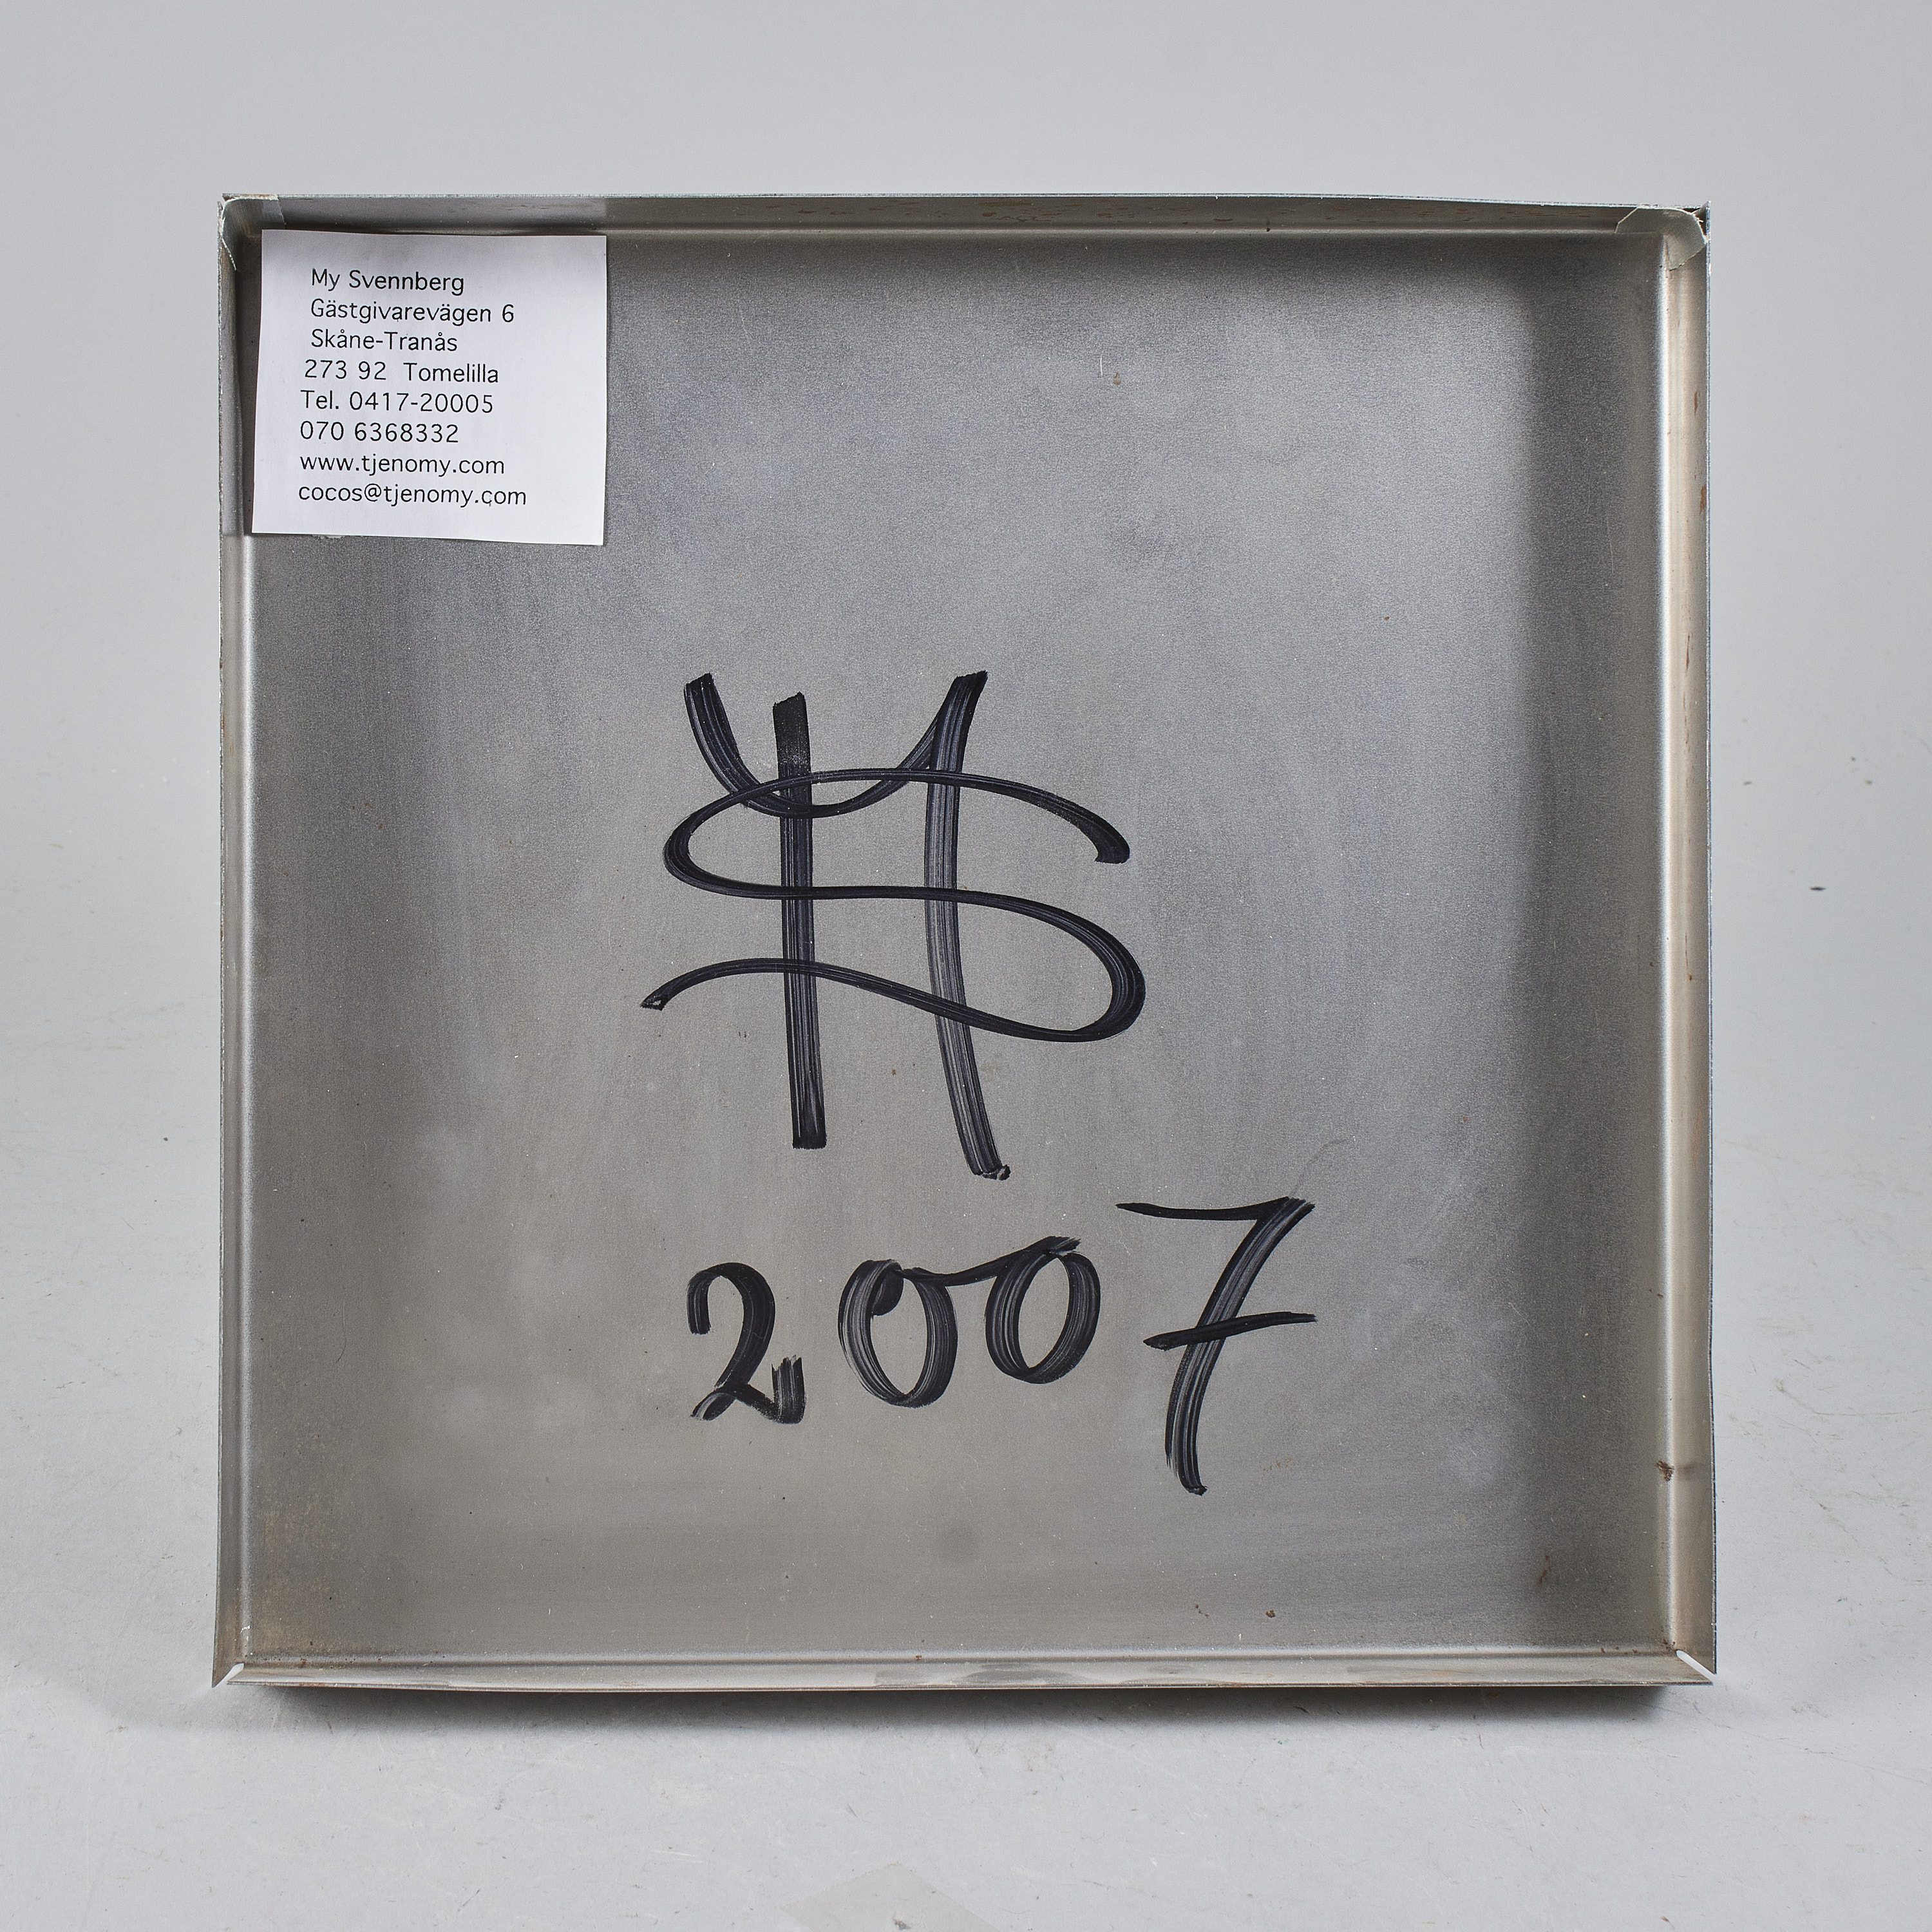 My Svennberg
Gästgivarevägen 6
Skåne-Tranås
273 92 Tomelilla
Tel. 0417-20005
070 6368332
www.tjenomy.com
cocos@tjenomy.com
MS
2007